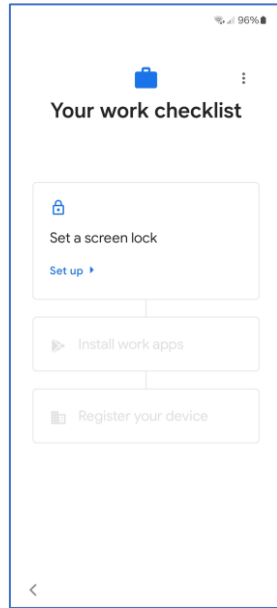 96%
Your work checklist
Set a screen lock
Set up
Install work apps
Register your device